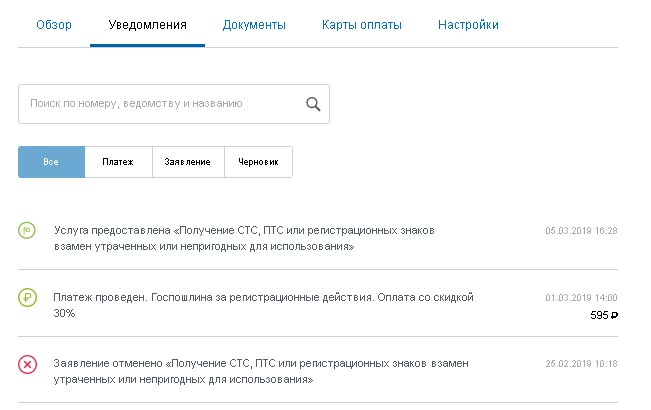 Обзор Уведомления Документы Карты оплаты Настройки
Поиск по номеру, ведомству и названию
Все Платеж Заявление Черновик
Услуга предоставлена «Получение СТС, ПТС или регистрационных знаков 05.03.2019 16:28
взамен утраченных или непригодных для использования»
Платеж проведен. Госпошлина за регистрационные действия. Оплата со скидкой 01.03.2019 14:00
30% 595 ₽
Заявление отменено «Получение СТС, ПТС или регистрационных знаков взамен 25.02.2019 10:18
утраченных или непригодных для использования»